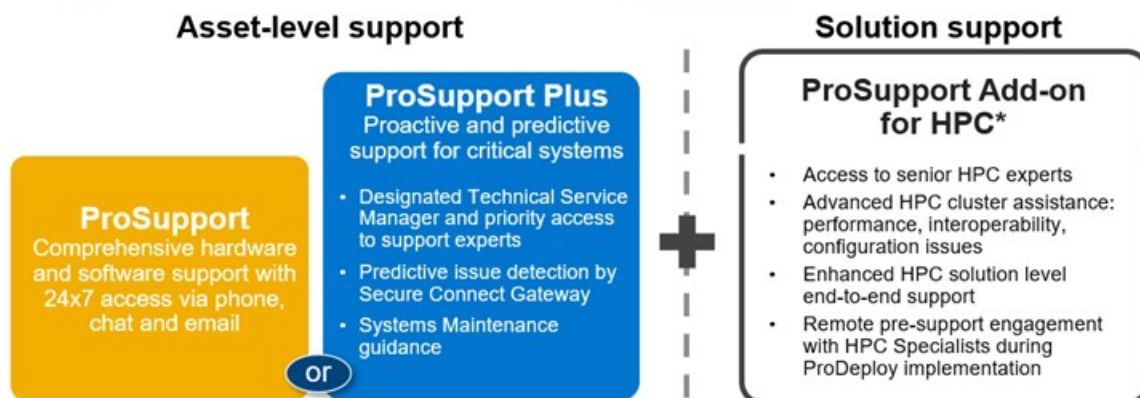 Asset-level support
Solution support
ProSupport
Comprehensive hardware
and software support with
24x7 access via phone,
chat and email
or
ProSupport Plus
Proactive and predictive
support for critical systems
• Designated Technical Service
Manager and priority access
to support experts
• Predictive issue detection by
Secure Connect Gateway
• Systems Maintenance
guidance
ProSupport Add-on
for HPC*
• Access to senior HPC experts
• Advanced HPC cluster assistance:
performance, interoperability,
configuration issues
• Enhanced HPC solution level
end-to-end support
• Remote pre-support engagement
with HPC Specialists during
ProDeploy implementation